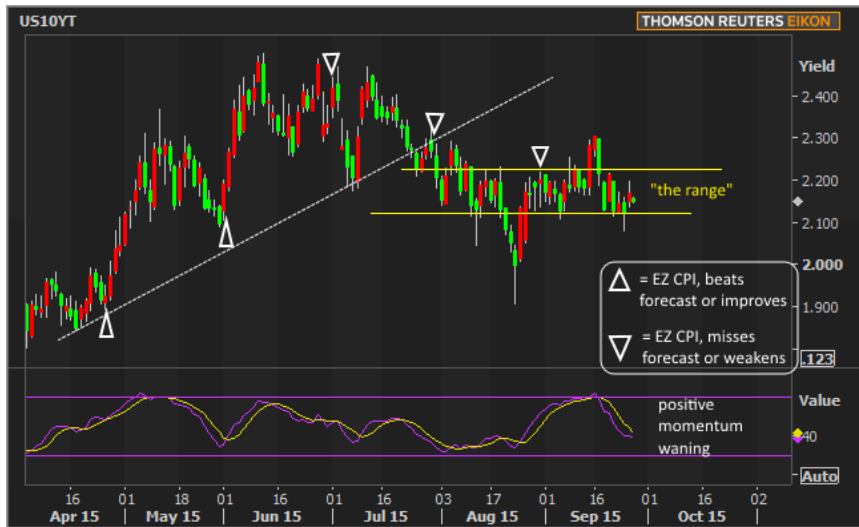 US10YT
THOMSON REUTERS EIKON
Yield
2.400
2.300
2.200
"the range"
2.100
2.000
= EZ CPI, beats
forecast or improves
1.900
= EZ CPI, misses
forecast or weakens
.123
Value
positive
momentum
waning
40
Auto
16 01 18 01 16 01 16 03 17 01 16 01 16 02
Apr 15 May 15 Jun 15 Jul 15 Aug 15 Sep 15 Oct 15